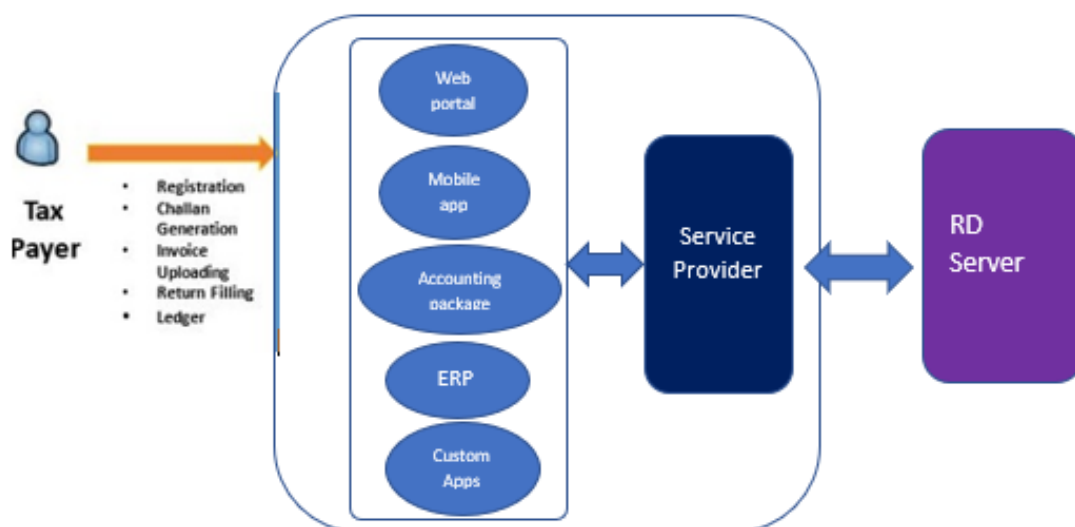 Tax
Payer
• Registration
• Challan
Generation
• Invoice
Uploading
• Return Filling
• Ledger
Web
portal
Mobile
app
Accounting
package
ERP
Custom
Apps
Service
Provider
RD
Server